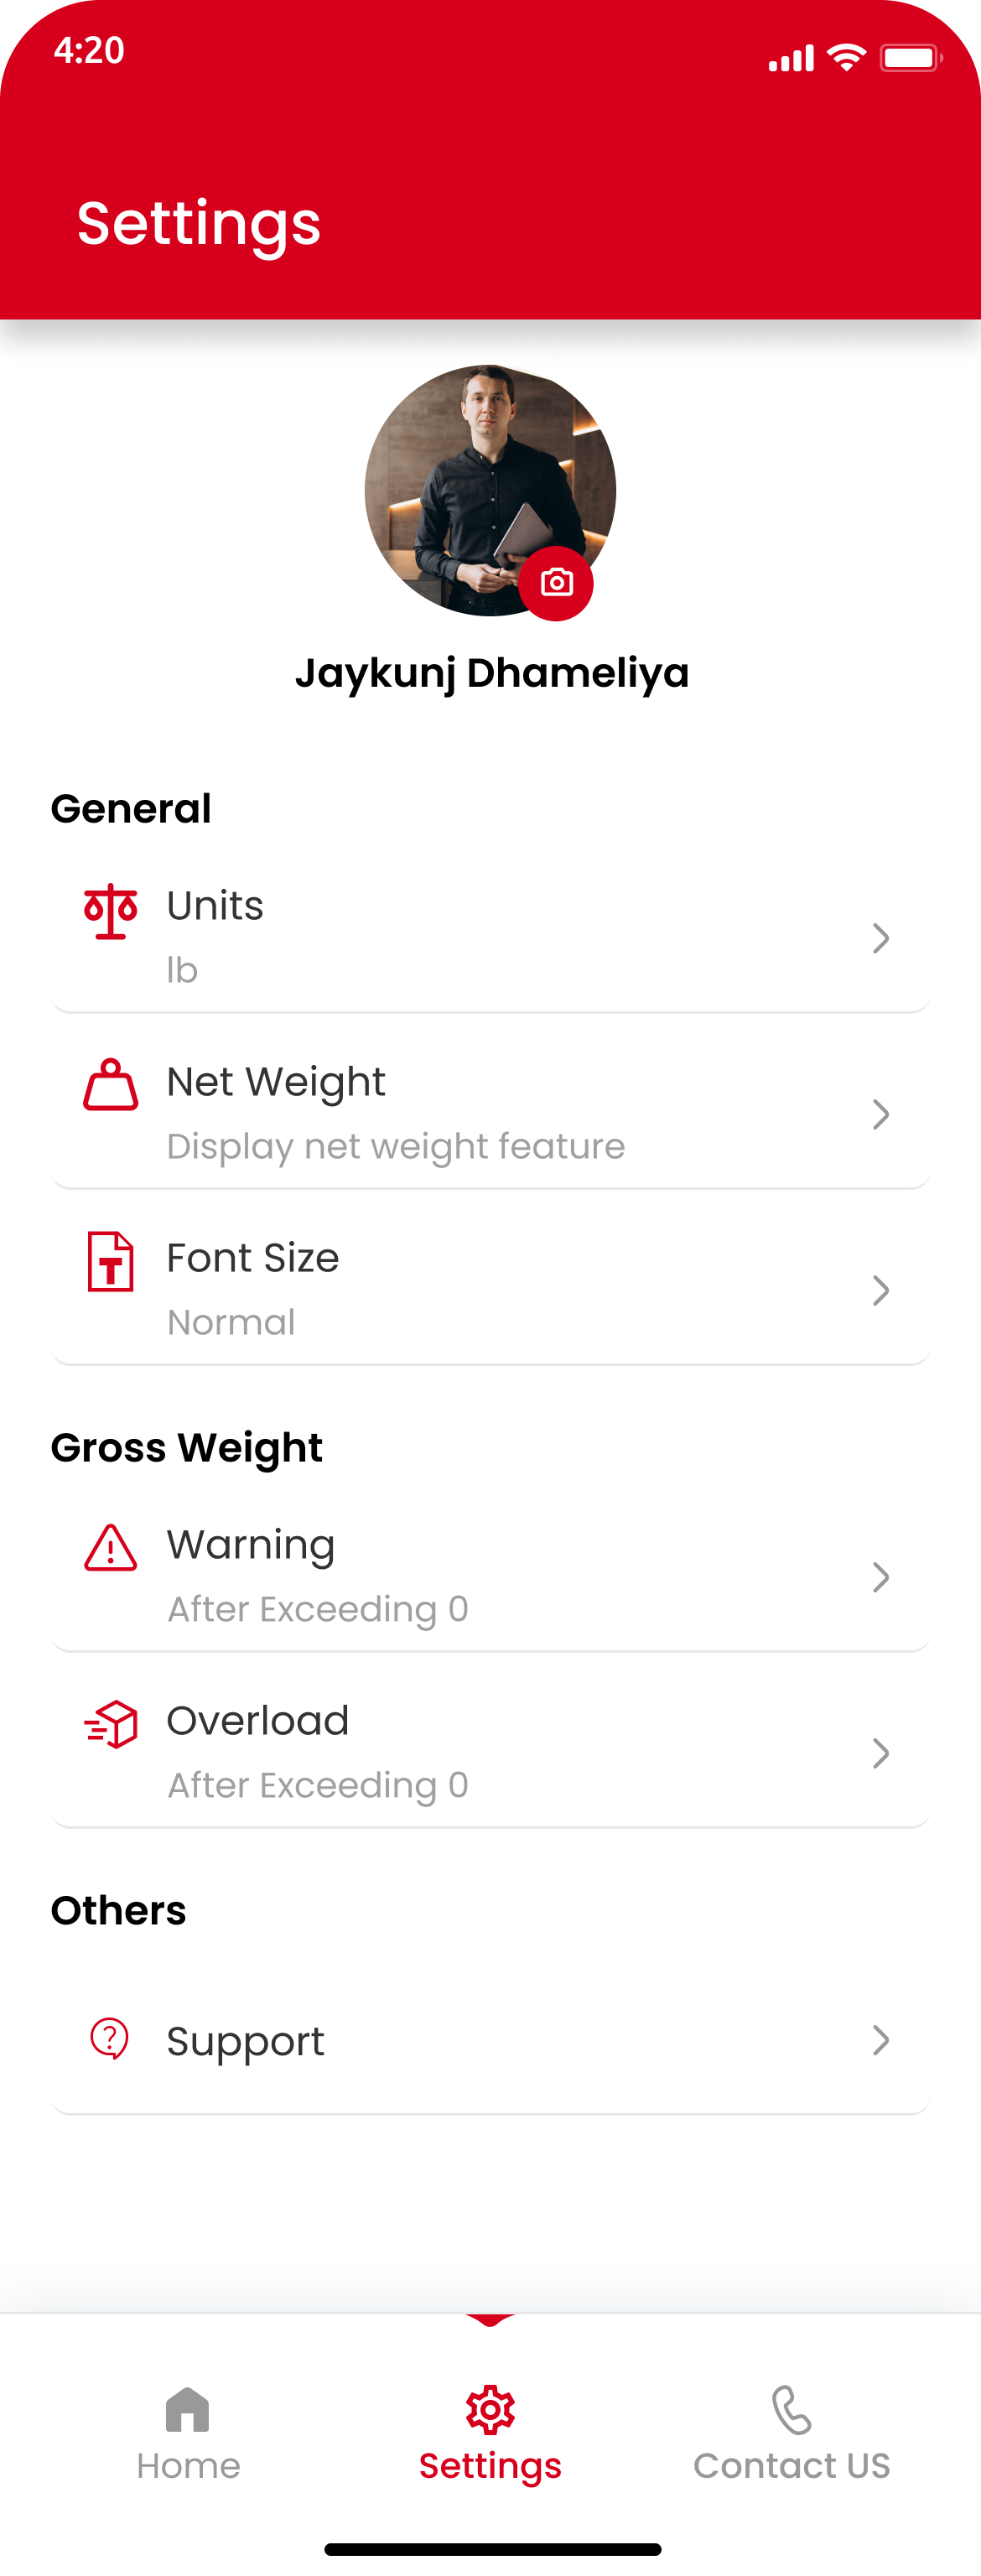 4:20
Settings
Jaykunj Dhameliya
General
Units
lb
Net Weight
Display net weight feature
Font Size
Normal
Gross Weight
Warning
After Exceeding 0
Overload
After Exceeding 0
Others
Support
Home
Settings
Contact US